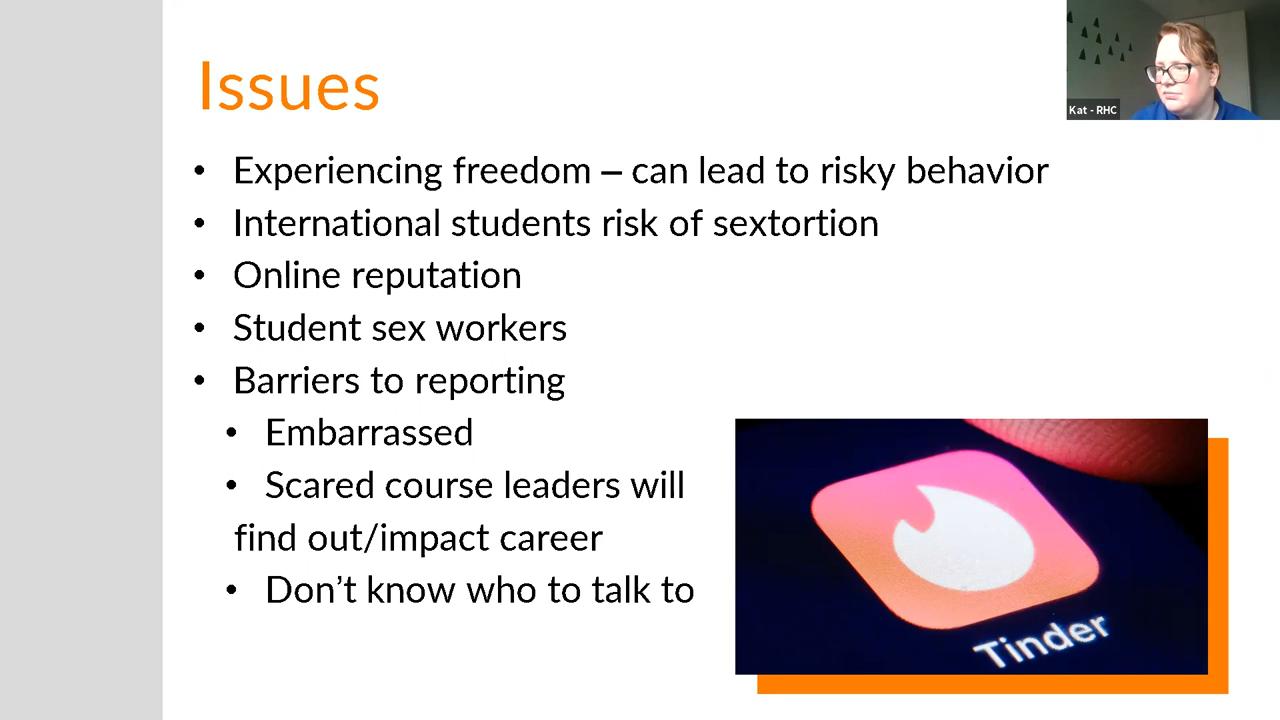 Issues
Kat - RHC
• Experiencing freedom – can lead to risky behavior
• International students risk of sextortion
• Online reputation
• Student sex workers
• Barriers to reporting
• Embarrassed
• Scared course leaders will
find out/impact career
• Don’t know who to talk to
Tinder